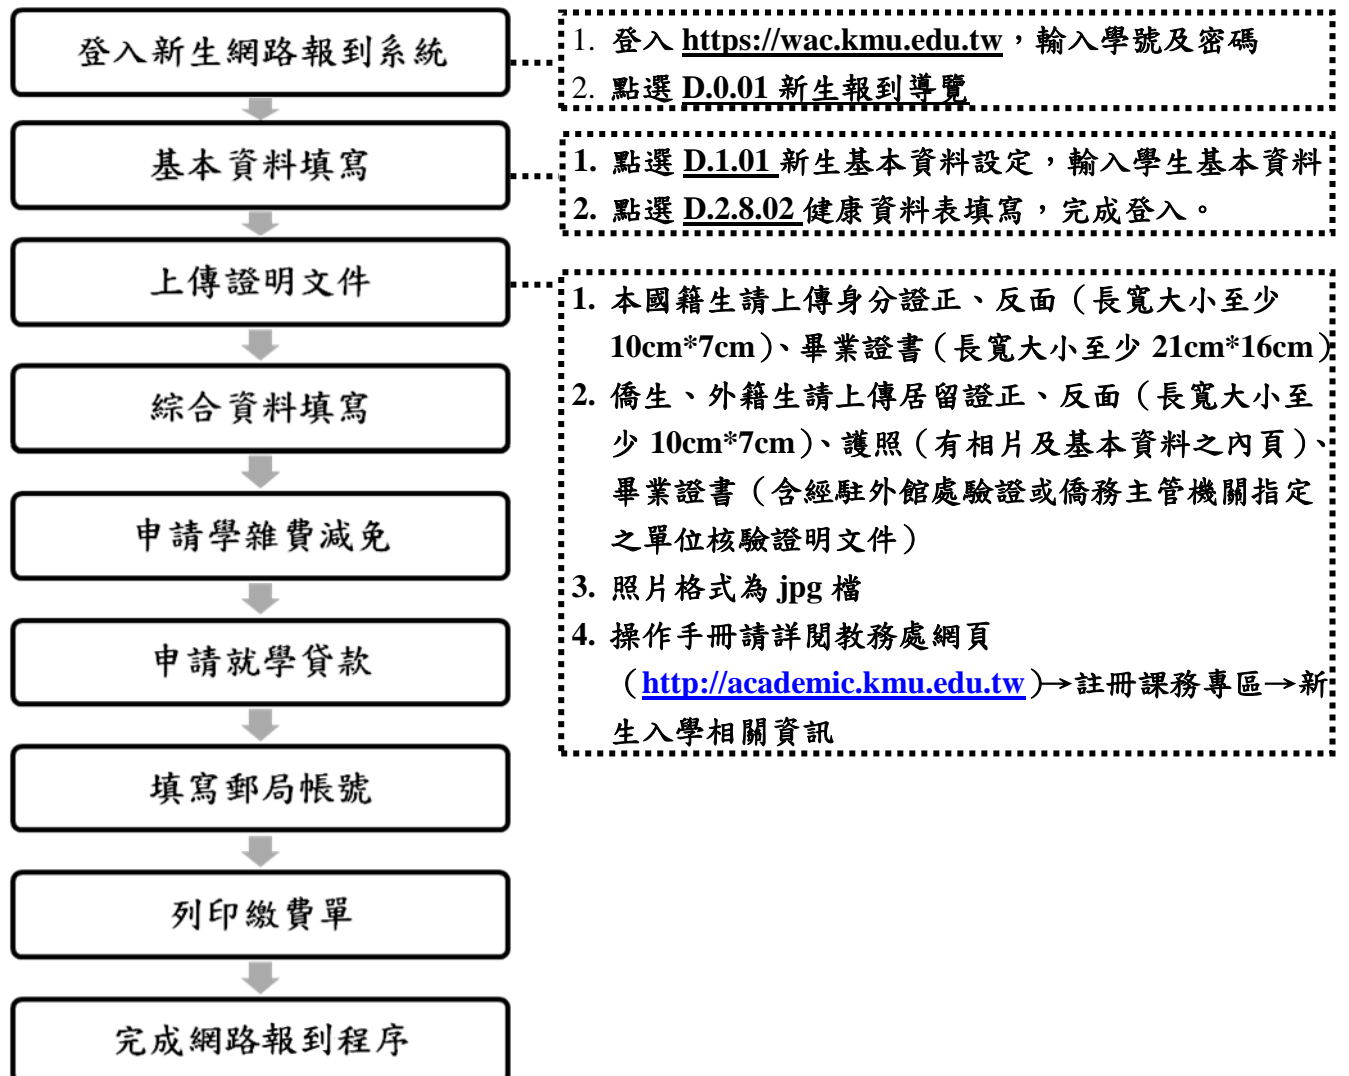 登入新生網路報到系統
1. 登入 https://wac.kmu.edu.tw，輸入學號及密碼
2. 點選 D.0.01 新生報到導覽
基本資料填寫
1. 點選 D.1.01 新生基本資料設定，輸入學生基本資料
2. 點選 D.2.8.02 健康資料表填寫，完成登入。
上傳證明文件
1. 本國籍生請上傳身分證正、反面（長寬大小至少
10cm*7cm）、畢業證書（長寬大小至少 21cm*16cm）
2. 僑生、外籍生請上傳居留證正、反面（長寬大小至
少 10cm*7cm）、護照（有相片及基本資料之內頁）、
畢業證書（含經駐外館處驗證或僑務主管機關指定
之單位核驗證明文件）
3. 照片格式為 jpg 檔
4. 操作手冊請詳閱教務處網頁
（http://academic.kmu.edu.tw）→註冊課務專區→新
生入學相關資訊
綜合資料填寫
申請學雜費減免
申請就學貸款
填寫郵局帳號
列印繳費單
完成網路報到程序